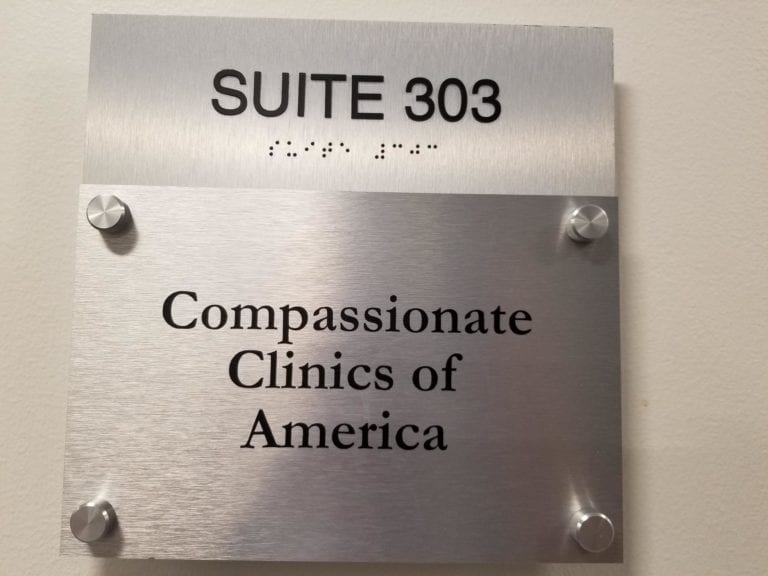 SUITE 303
⠎⠥⠊⠞⠑ ⠼⠉⠚⠉
Compassionate
Clinics of
America